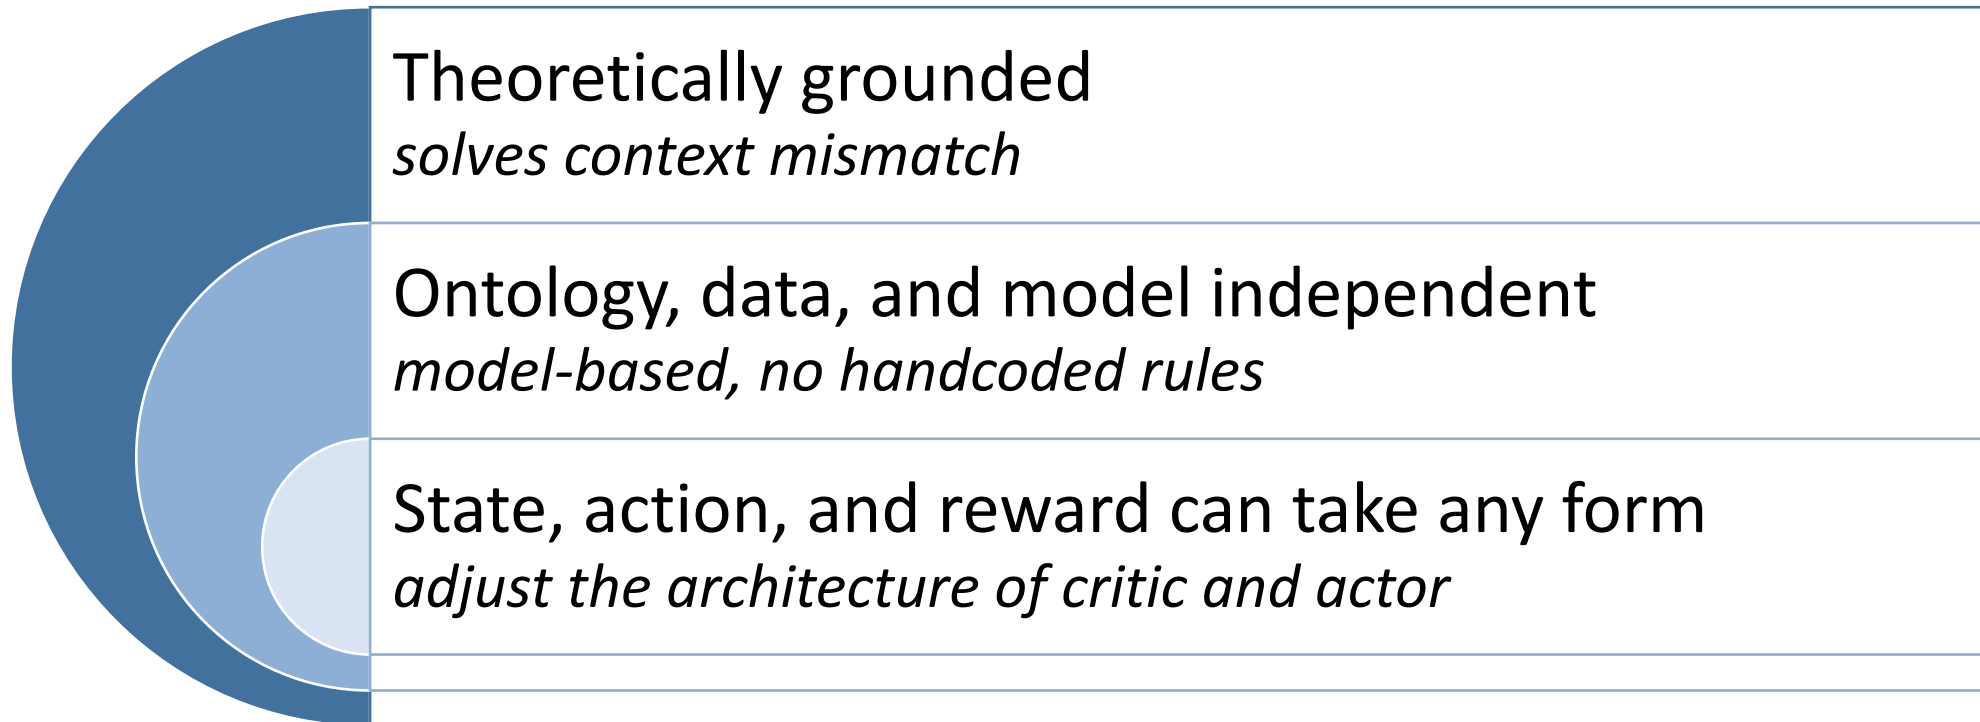 Theoretically grounded
solves context mismatch
Ontology, data, and model independent
model-based, no handcoded rules
State, action, and reward can take any form
adjust the architecture of critic and actor